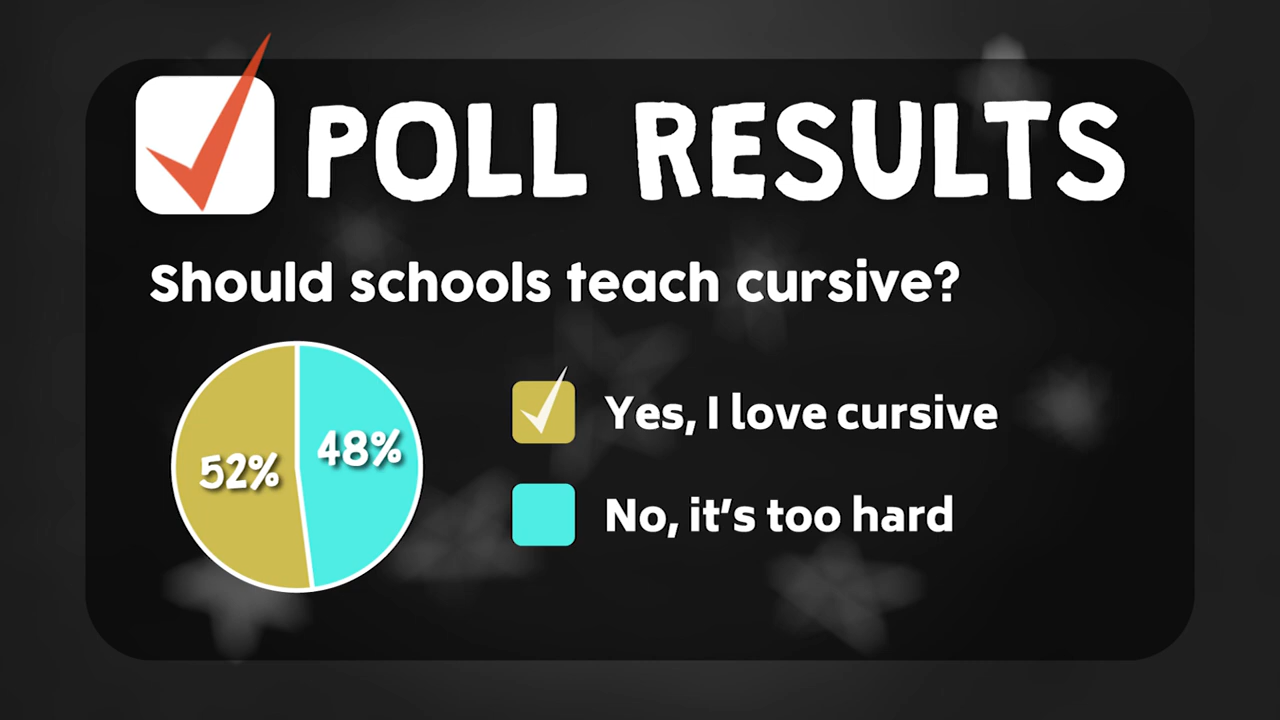 POLL RESULTS
Should schools teach cursive?
52%
48%
Yes, I love cursive
No, it's too hard